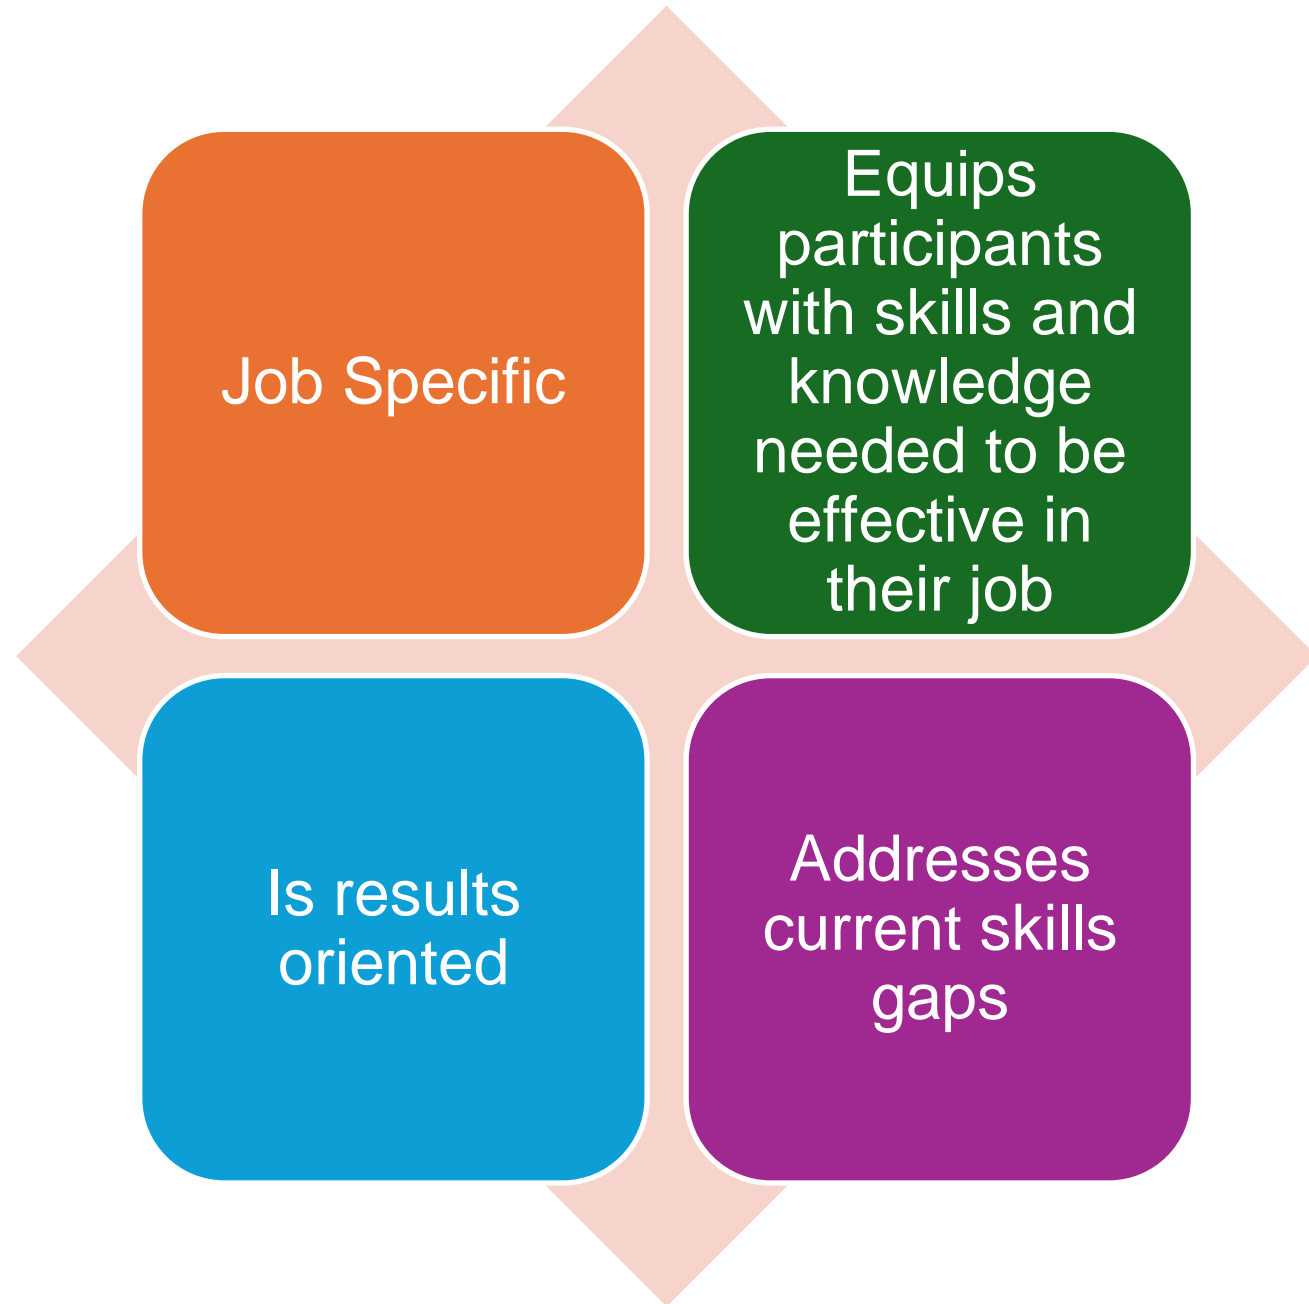 Job Specific
Equips
participants
with skills and
knowledge
needed to be
effective in
their job
Is results
oriented
Addresses
current skills
gaps